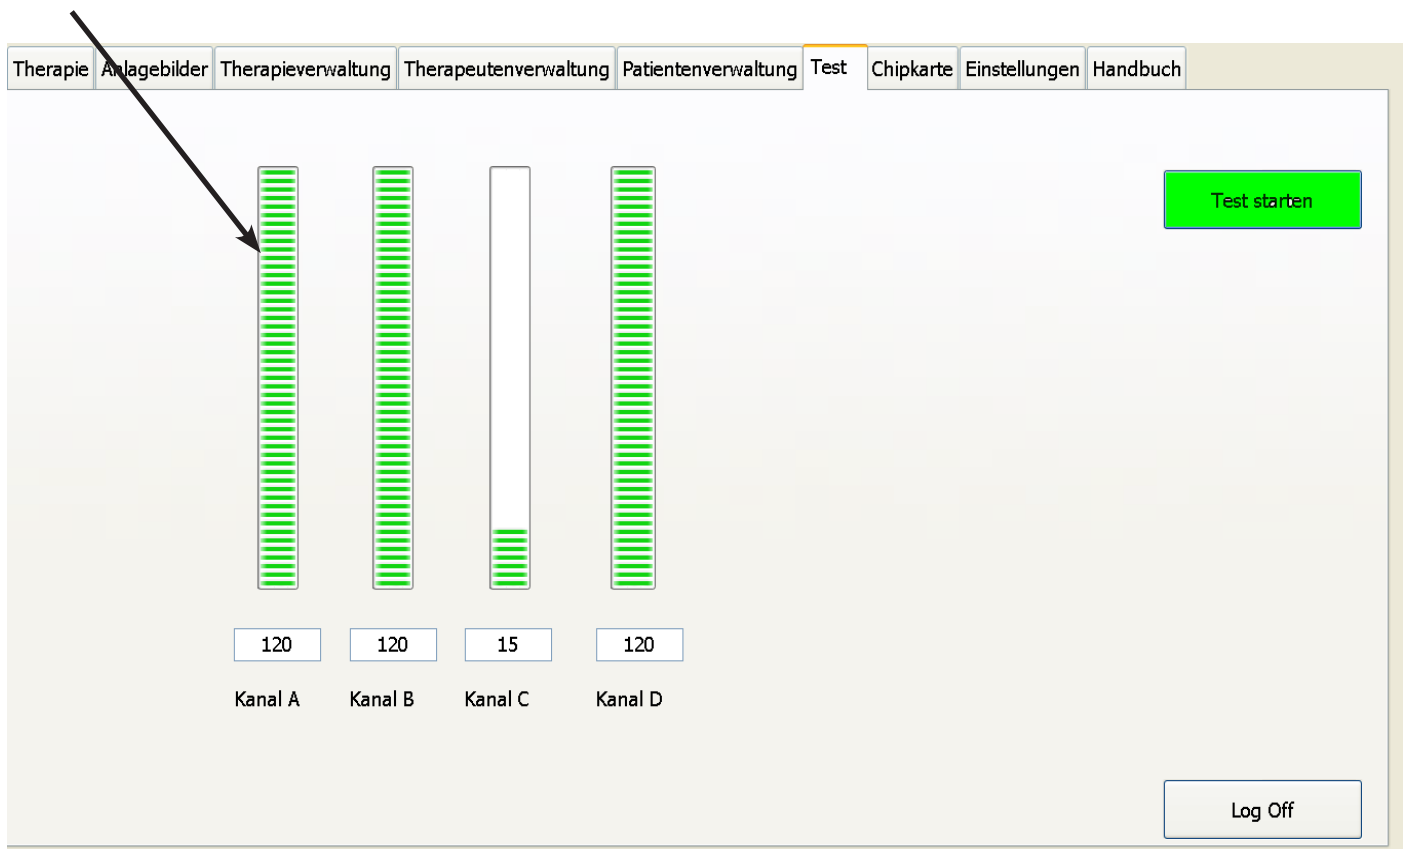 Therapie Anlagebilder Therapieverwaltung Therapeutenverwaltung Patientenverwaltung Test Chipkarte Einstellungen Handbuch
Test starten
120 120 15 120
Kanal A Kanal B Kanal C Kanal D
Log Off